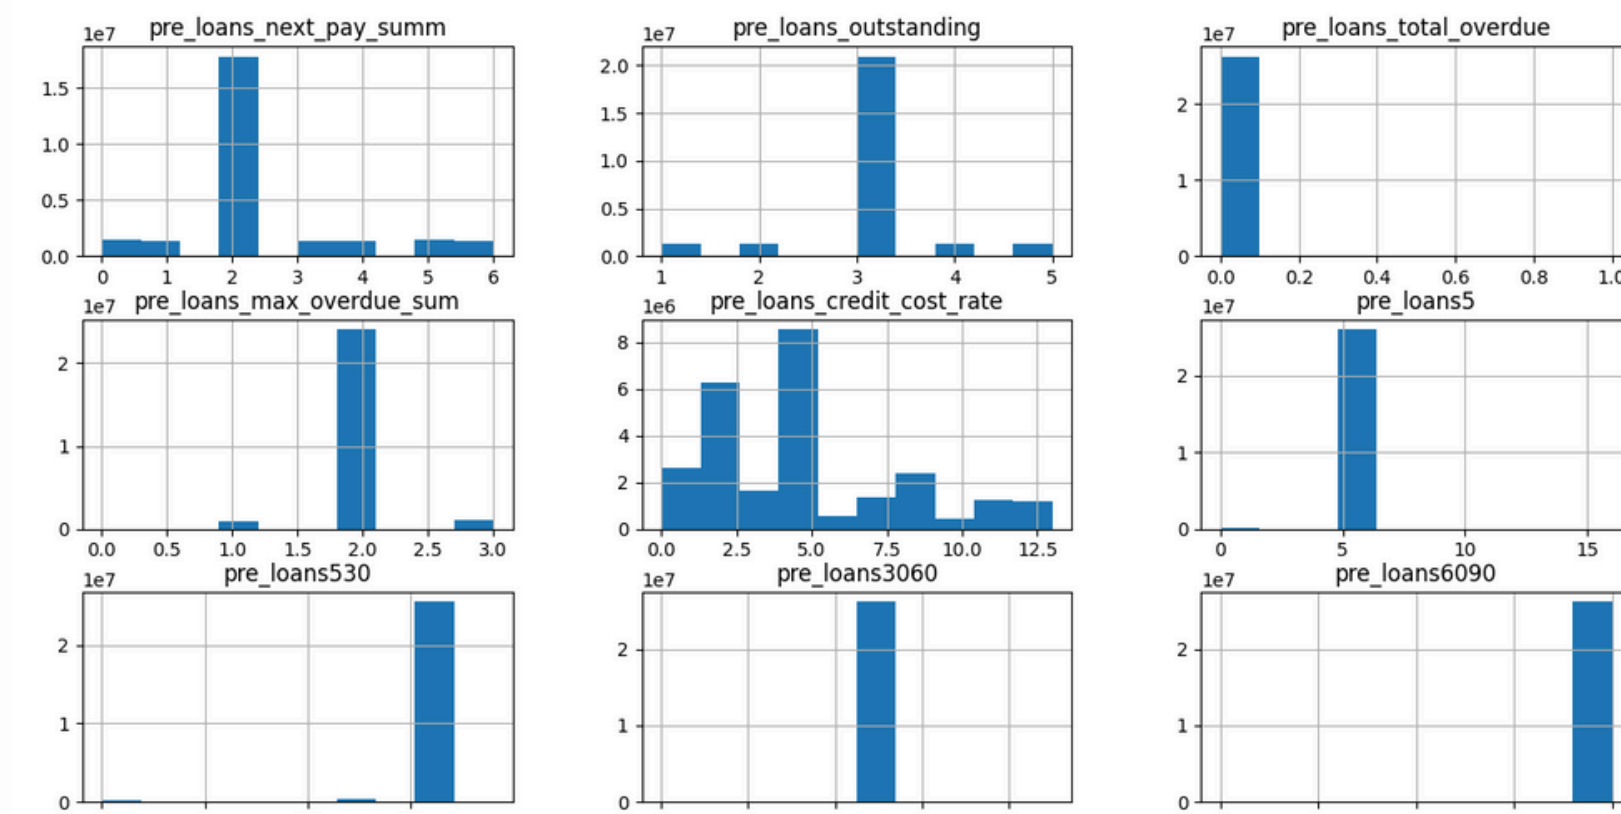 pre_loans_next_pay_summ
1e7
1.5
1.0
0.5
0.0
0 1 2 3 4 5 6
pre_loans_outstanding
1e7
2.0
1.5
1.0
0.5
0.0
1 2 3 4 5
pre_loans_total_overdue
1e7
2
1
0
0.0 0.2 0.4 0.6 0.8 1.0
pre_loans_max_overdue_sum
1e7
2
1
0
0.0 0.5 1.0 1.5 2.0 2.5 3.0
pre_loans_credit_cost_rate
1e6
8
6
4
2
0
0.0 2.5 5.0 7.5 10.0 12.5
pre_loans5
1e7
2
1
0
0 5 10 15
pre_loans530
1e7
2
1
0
pre_loans3060
1e7
2
1
0
pre_loans6090
1e7
2
1
0